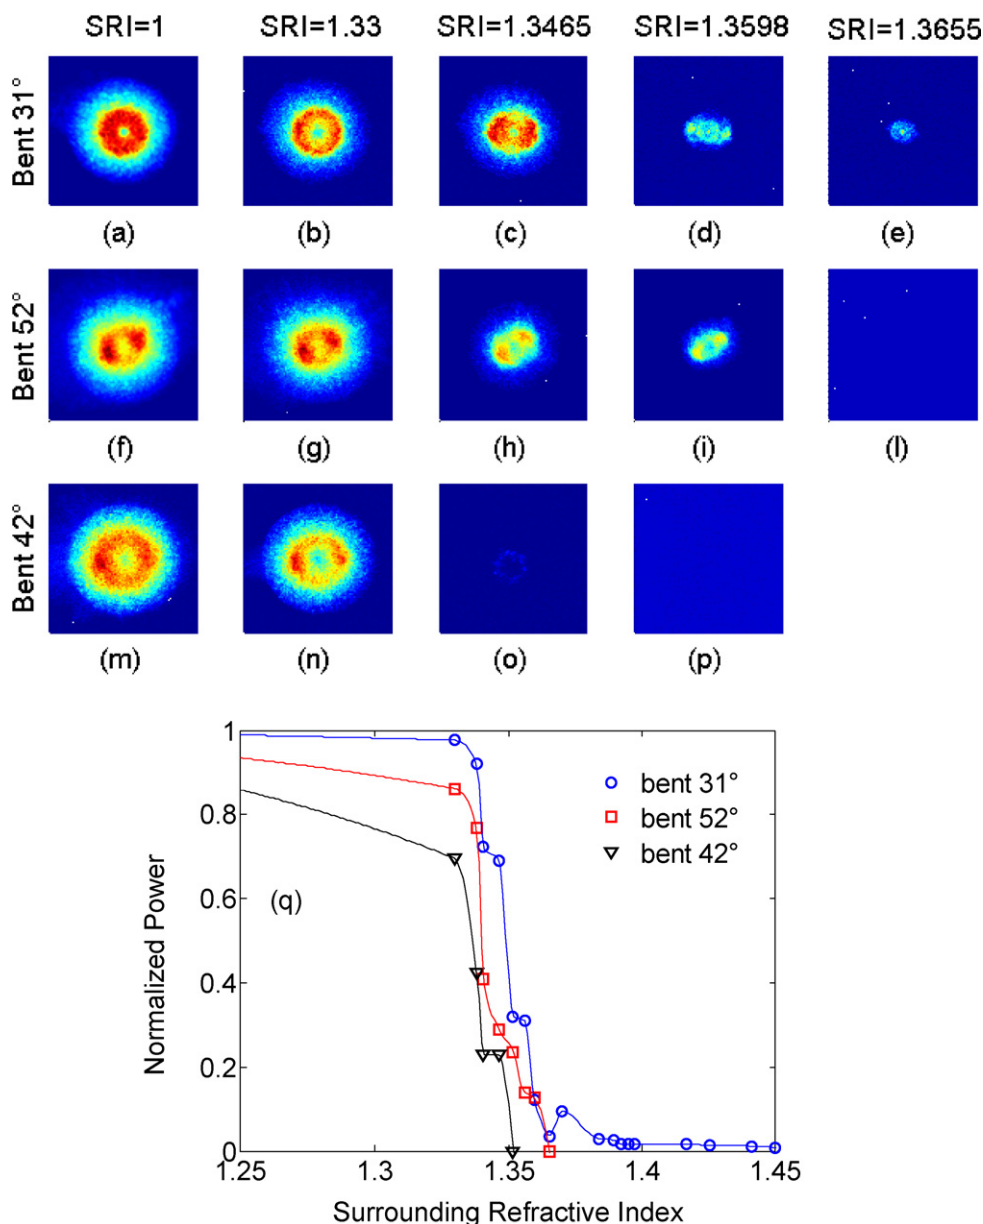 SRI=1 SRI=1.33 SRI=1.3465 SRI=1.3598 SRI=1.3655
Bent 31°
(a) (b) (c) (d) (e)
Bent 52°
(f) (g) (h) (i) (l)
Bent 42°
(m) (n) (o) (p)
1
0.8
0.6
0.4
0.2
0
Normalized Power
(q)
bent 31°
bent 52°
bent 42°
1.25 1.3 1.35 1.4 1.45
Surrounding Refractive Index